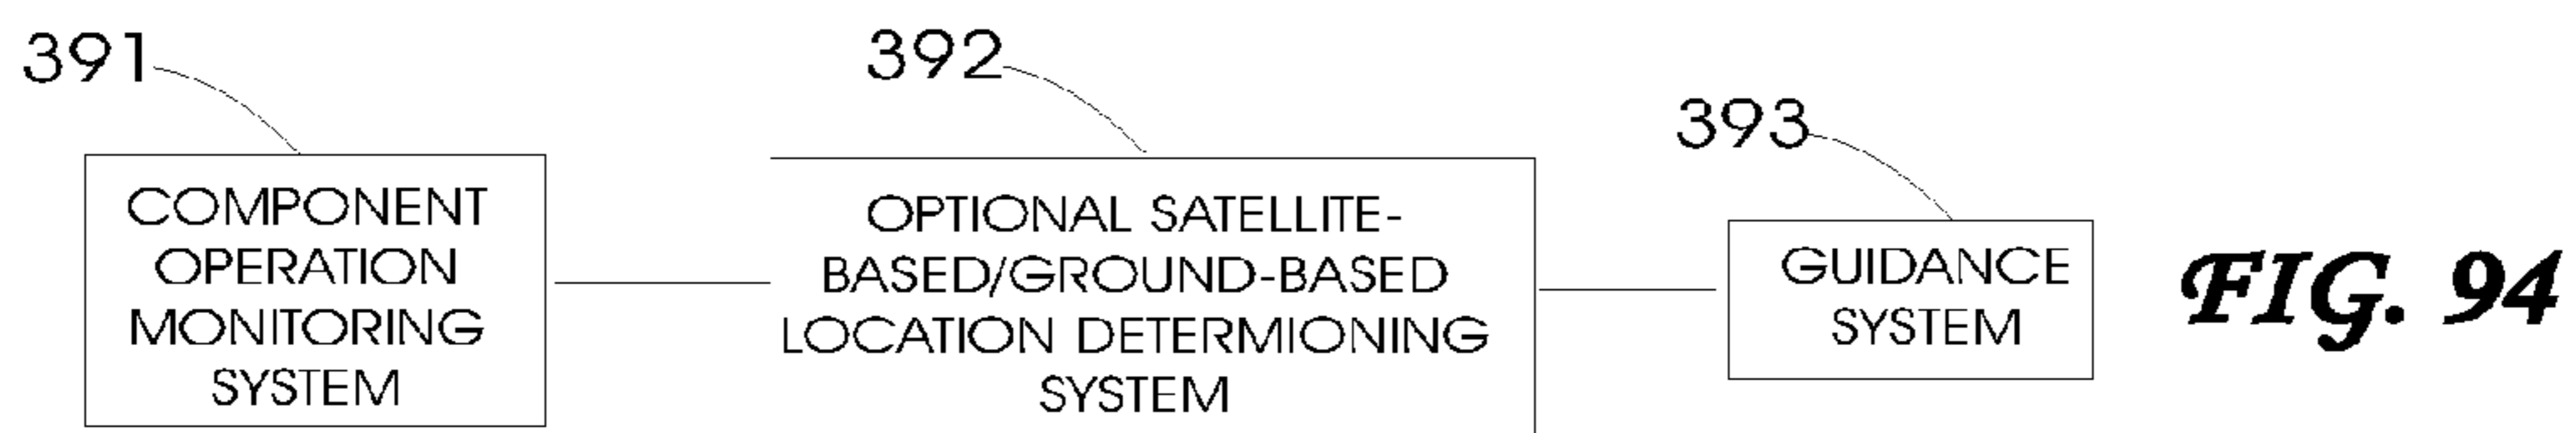 391
COMPONENT
OPERATION
MONITORING
SYSTEM
392
OPTIONAL SATELLITE-
BASED/GROUND-BASED
LOCATION DETERMIONING
SYSTEM
393
GUIDANCE
SYSTEM
FIG. 94